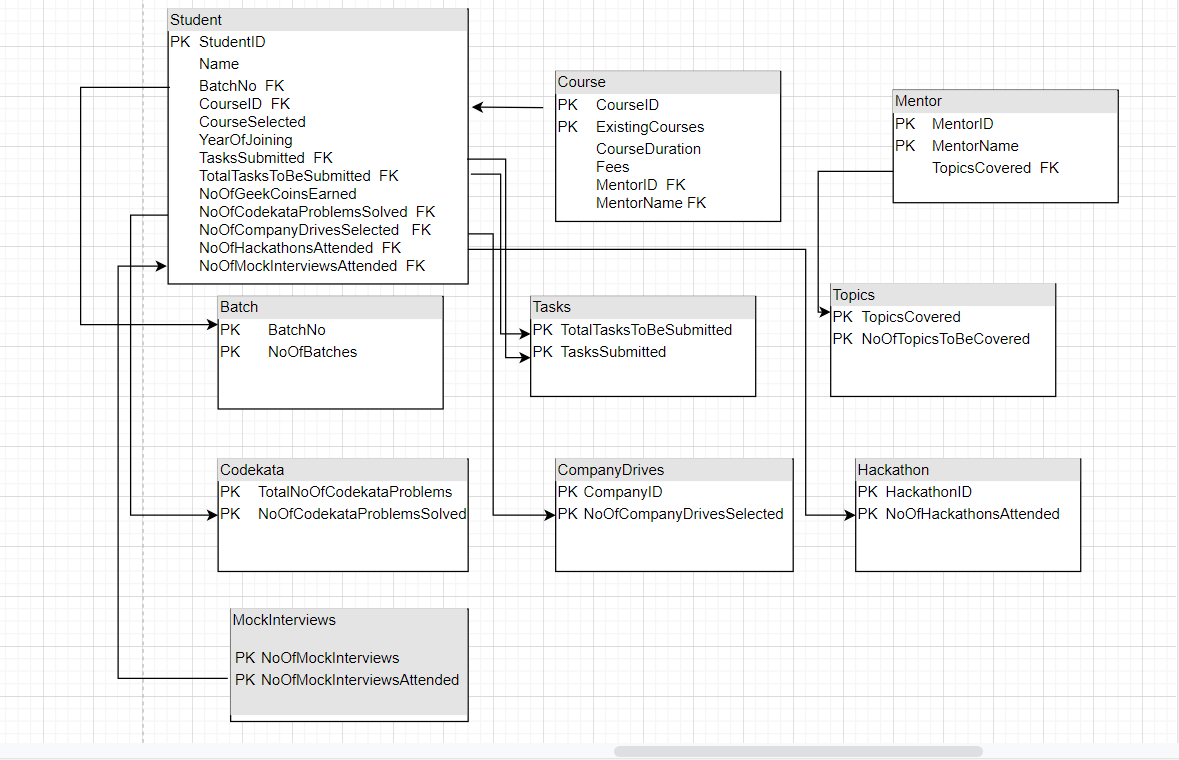 Student
PK StudentID
Name
BatchNo FK
CourseID FK
CourseSelected
YearOfJoining
TasksSubmitted FK
TotalTasksToBeSubmitted FK
NoOfGeekCoinsEarned
NoOfCodekataProblemsSolved FK
NoOfCompanyDrivesSelected FK
NoOfHackathonsAttended FK
NoOfMockInterviewsAttended FK
Course
PK CourseID
PK ExistingCourses
CourseDuration
Fees
MentorID FK
MentorName FK
Mentor
PK MentorID
PK MentorName
TopicsCovered FK
Batch
PK BatchNo
PK NoOfBatches
Tasks
PK TotalTasksToBeSubmitted
PK TasksSubmitted
Topics
PK TopicsCovered
PK NoOfTopicsToBeCovered
Codekata
PK TotalNoOfCodekataProblems
PK NoOfCodekataProblemsSolved
CompanyDrives
PK CompanyID
PK NoOfCompanyDrivesSelected
Hackathon
PK HackathonID
PK NoOfHackathonsAttended
MockInterviews
PK NoOfMockInterviews
PK NoOfMockInterviewsAttended